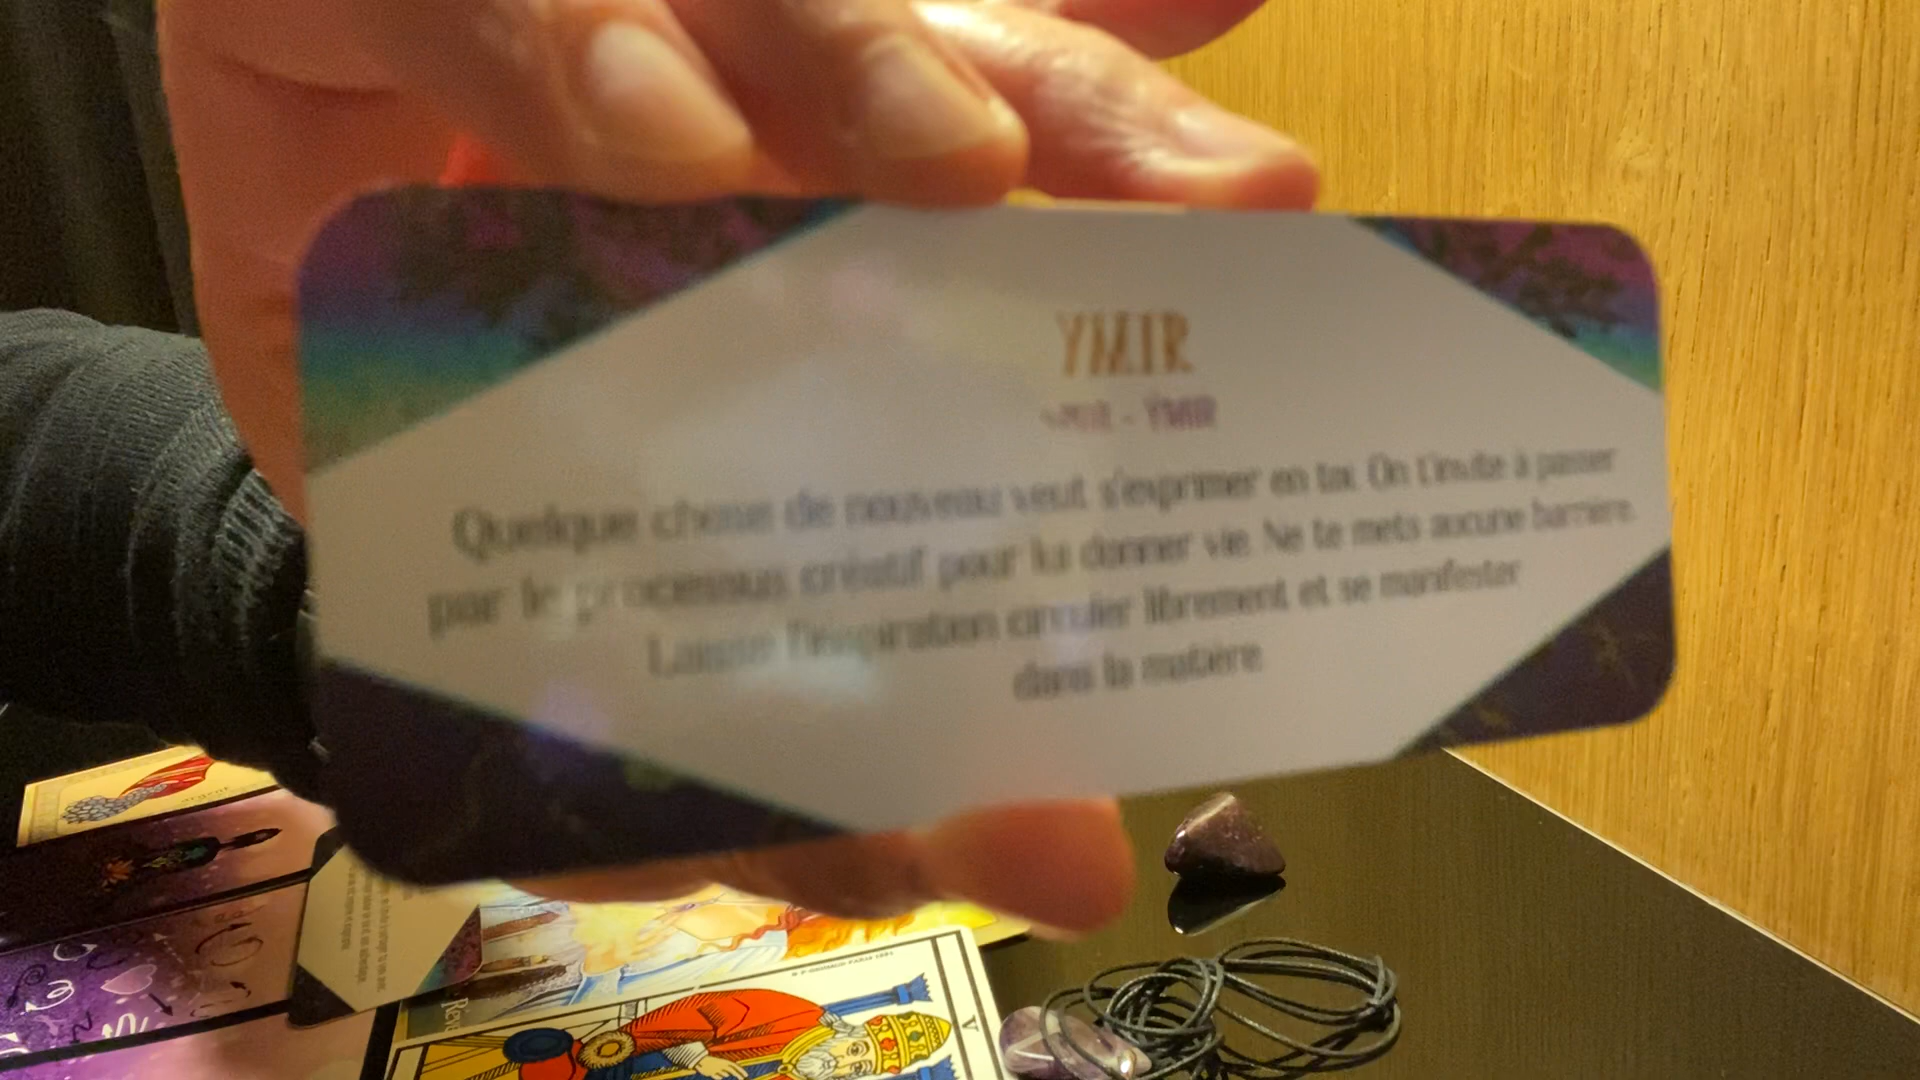 YMIR
- YMIR
Quelque chose de nouveau veut s'exprimer en toi. On t'invite à passer
par le processus créatif pour lui donner vie. Ne te mets aucune barrière.
Laisse l'inspiration circuler librement et se manifester
dans la matière.
V